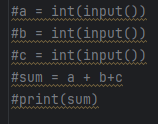 #a = int(input())
#b = int(input())
#c = int(input())
#sum = a + b+c
#print(sum)